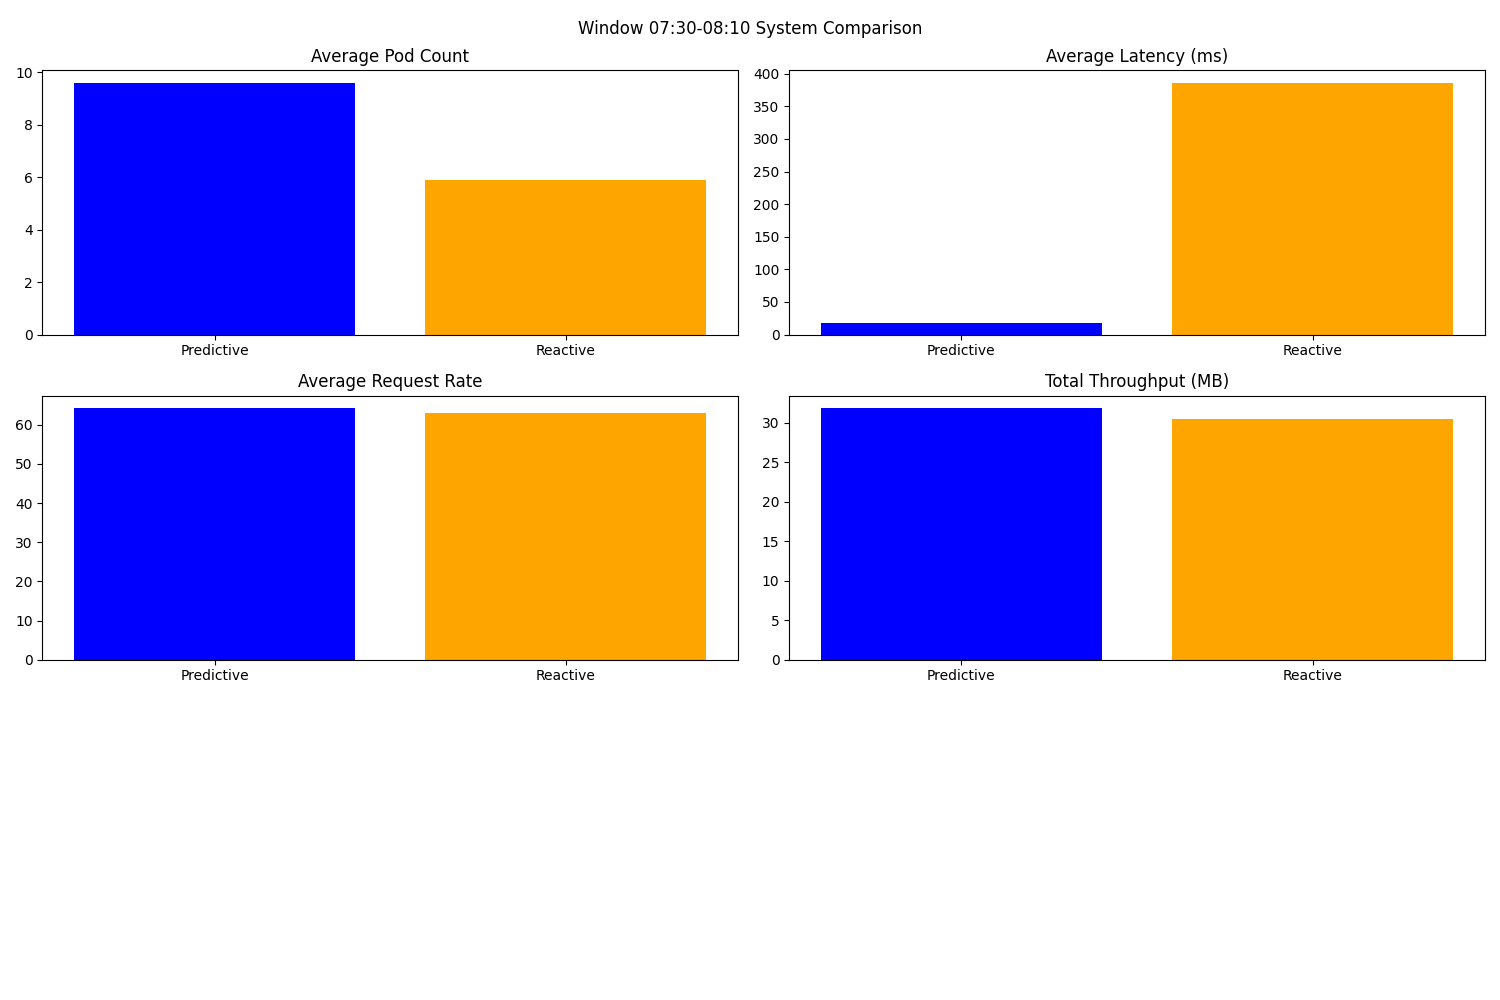 Window 07:30-08:10 System Comparison
Average Pod Count
10
8
6
4
2
0
Predictive
Reactive
Average Latency (ms)
400
350
300
250
200
150
100
50
0
Predictive
Reactive
Average Request Rate
60
50
40
30
20
10
0
Predictive
Reactive
Total Throughput (MB)
30
25
20
15
10
5
0
Predictive
Reactive